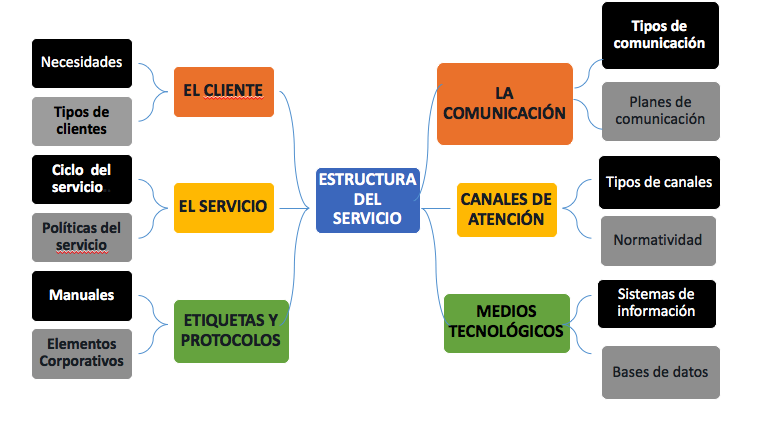 ESTRUCTURA
DEL
SERVICIO
EL CLIENTE
Necesidades
Tipos de
clientes
EL SERVICIO
Ciclo del
servicio
Políticas del
servicio
ETIQUETAS Y
PROTOCOLOS
Manuales
Elementos
Corporativos
LA
COMUNICACIÓN
Tipos de
comunicación
Planes de
comunicación
CANALES DE
ATENCIÓN
Tipos de canales
Normatividad
MEDIOS
TECNOLÓGICOS
Sistemas de
información
Bases de datos